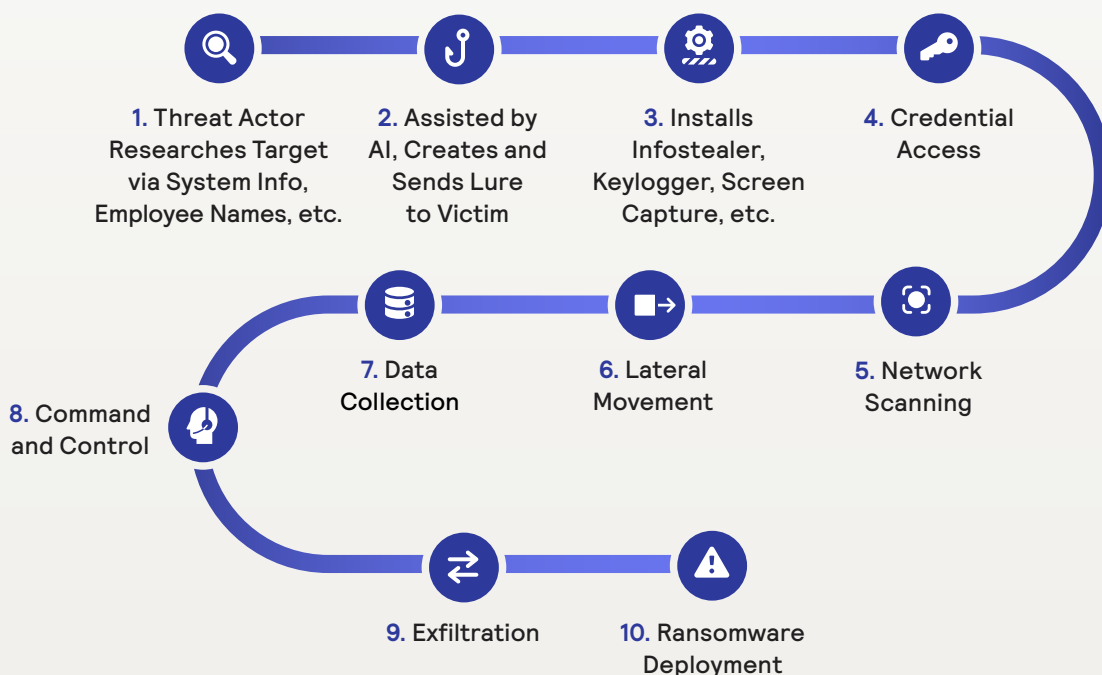 1. Threat Actor
Researches Target
via System Info,
Employee Names, etc.
2. Assisted by
AI, Creates and
Sends Lure
to Victim
3. Installs
Infostealer,
Keylogger, Screen
Capture, etc.
4. Credential
Access
5. Network
Scanning
6. Lateral
Movement
7. Data
Collection
8. Command
and Control
9. Exfiltration
10. Ransomware
Deployment